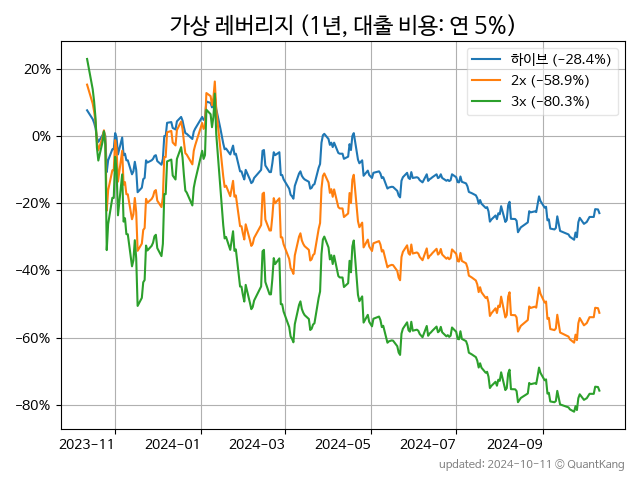 가상 레버리지 (1년, 대출 비용: 연 5%)
하이브 (−28.4%)
2x (−58.9%)
3x (−80.3%)
20%
0%
−20%
−40%
−60%
−80%
2023-11
2024-01
2024-03
2024-05
2024-07
2024-09
updated: 2024-10-11 © QuantKang